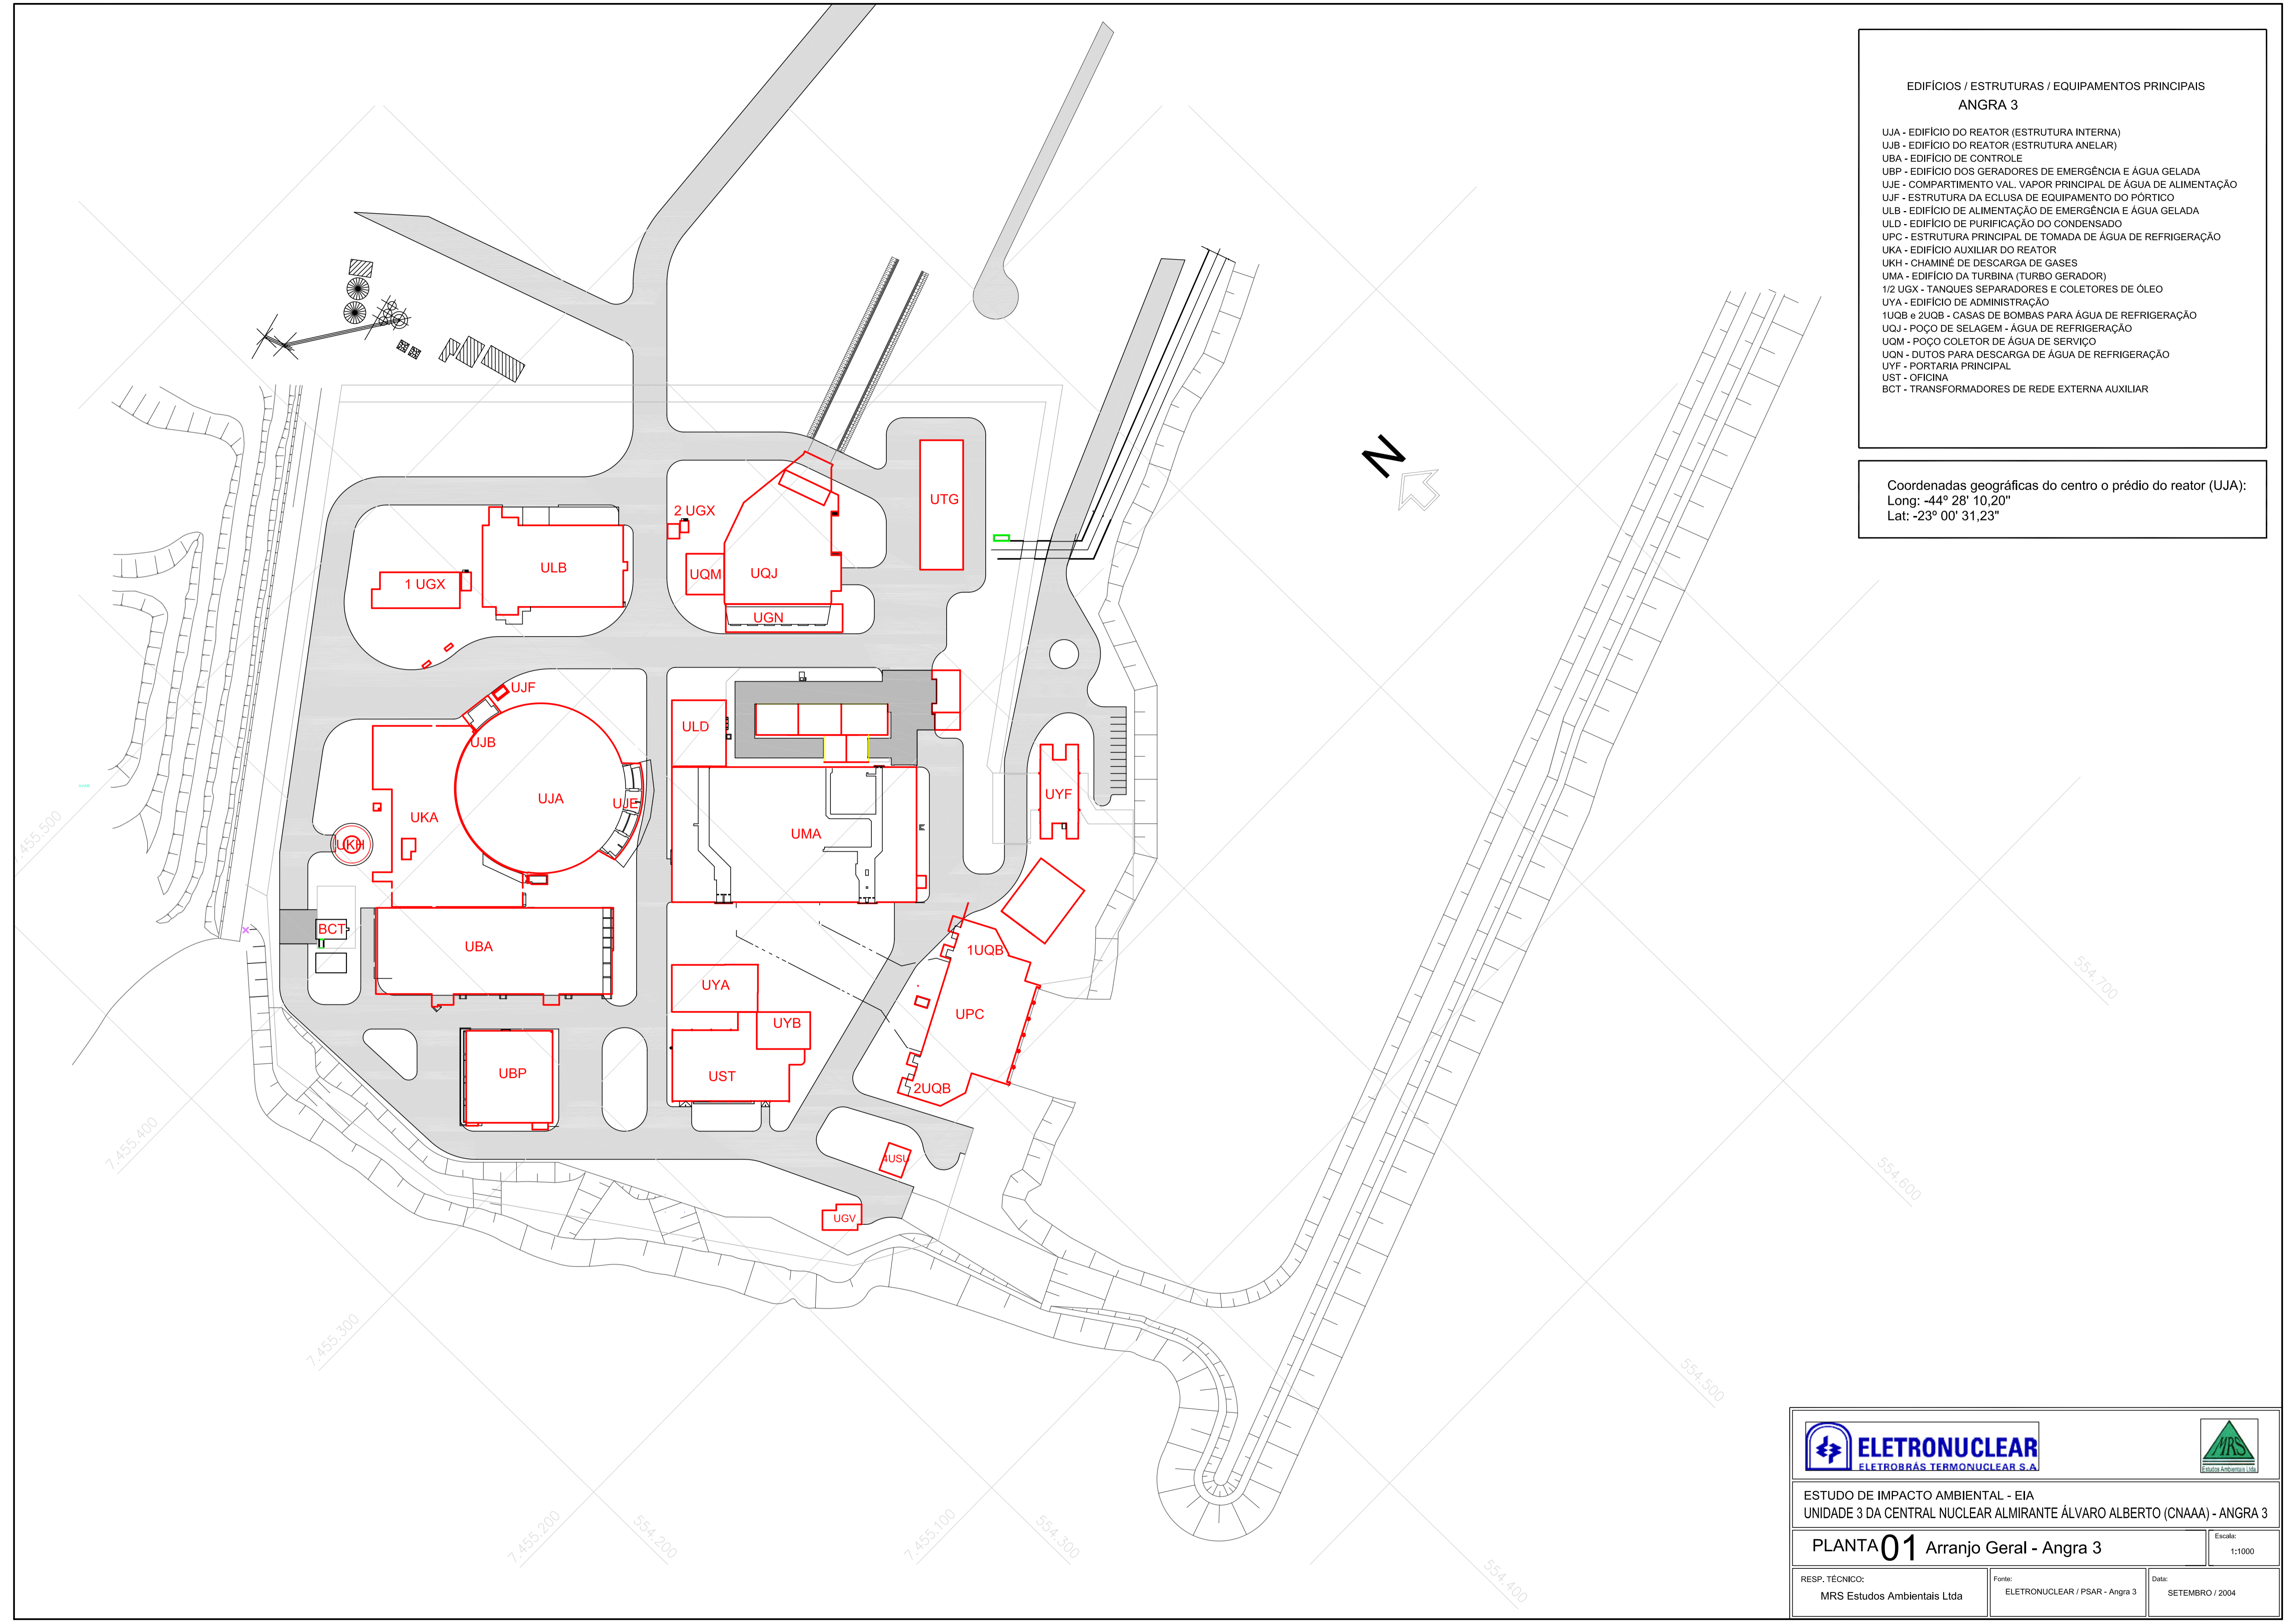 EDIFÍCIOS / ESTRUTURAS / EQUIPAMENTOS PRINCIPAIS
ANGRA 3
UJA - EDIFÍCIO DO REATOR (ESTRUTURA INTERNA)
UJB - EDIFÍCIO DO REATOR (ESTRUTURA ANELAR)
UBA - EDIFÍCIO DE CONTROLE
UBP - EDIFÍCIO DOS GERADORES DE EMERGÊNCIA E ÁGUA GELADA
UJE - COMPARTIMENTO VAL. VAPOR PRINCIPAL DE ÁGUA DE ALIMENTAÇÃO
UJF - ESTRUTURA DA ECLUSA DE EQUIPAMENTO DO PÓRTICO
ULB - EDIFÍCIO DE ALIMENTAÇÃO DE EMERGÊNCIA E ÁGUA GELADA
ULD - EDIFÍCIO DE PURIFICAÇÃO DO CONDENSADO
UPC - ESTRUTURA PRINCIPAL DE TOMADA DE ÁGUA DE REFRIGERAÇÃO
UKA - EDIFÍCIO AUXILIAR DO REATOR
UKH - CHAMINÉ DE DESCARGA DE GASES
UMA - EDIFÍCIO DA TURBINA (TURBO GERADOR)
1/2 UGX - TANQUES SEPARADORES E COLETORES DE ÓLEO
UYA - EDIFÍCIO DE ADMINISTRAÇÃO
1UQB e 2UQB - CASAS DE BOMBAS PARA ÁGUA DE REFRIGERAÇÃO
UQJ - POÇO DE SELAGEM - ÁGUA DE REFRIGERAÇÃO
UQM - POÇO COLETOR DE ÁGUA DE SERVIÇO
UQN - DUTOS PARA DESCARGA DE ÁGUA DE REFRIGERAÇÃO
UYF - PORTARIA PRINCIPAL
UST - OFICINA
BCT - TRANSFORMADORES DE REDE EXTERNA AUXILIAR
Coordenadas geográficas do centro o prédio do reator (UJA):
Long: -44º 28' 10,20"
Lat: -23º 00' 31,23"
N
UTG
2 UGX
ULB
UQM
UQJ
1 UGX
UGN
UJF
ULD
UJB
UJA
UJE
UYF
UKA
UMA
UKH
BCT
UBA
1UQB
UYA
UPC
UYB
UBP
UST
2UQB
4USU
UGV
7.455.500
7.455.400
7.455.300
7.455.200
7.455.100
554.200
554.300
554.400
554.500
554.600
554.700
ELETRONUCLEAR
ELETROBRÁS TERMONUCLEAR S.A
MRS
Estudos Ambientais Ltda
ESTUDO DE IMPACTO AMBIENTAL - EIA
UNIDADE 3 DA CENTRAL NUCLEAR ALMIRANTE ÁLVARO ALBERTO (CNAAA) - ANGRA 3
PLANTA 01 Arranjo Geral - Angra 3
Escala:
1:1000
RESP. TÉCNICO:
MRS Estudos Ambientais Ltda
Fonte:
ELETRONUCLEAR / PSAR - Angra 3
Data:
SETEMBRO / 2004